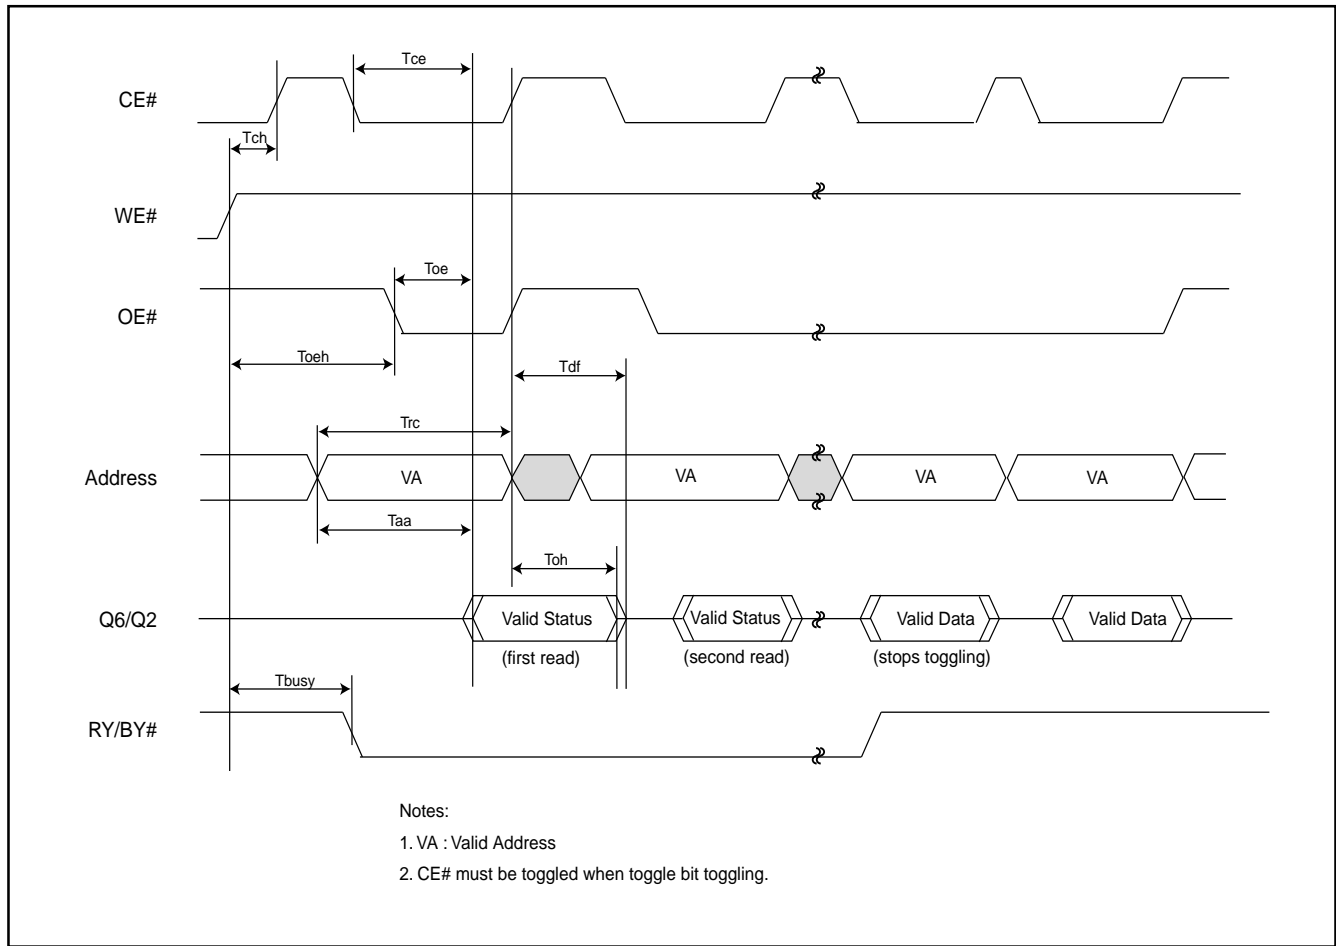 Tce
CE#
Tch
WE#
Toe
OE#
Toeh
Tdf
Trc
Address
VA
VA
VA
VA
Taa
Toh
Q6/Q2
Valid Status
Valid Status
Valid Data
Valid Data
(first read)
(second read)
(stops toggling)
Tbusy
RY/BY#
Notes:
1. VA : Valid Address
2. CE# must be toggled when toggle bit toggling.